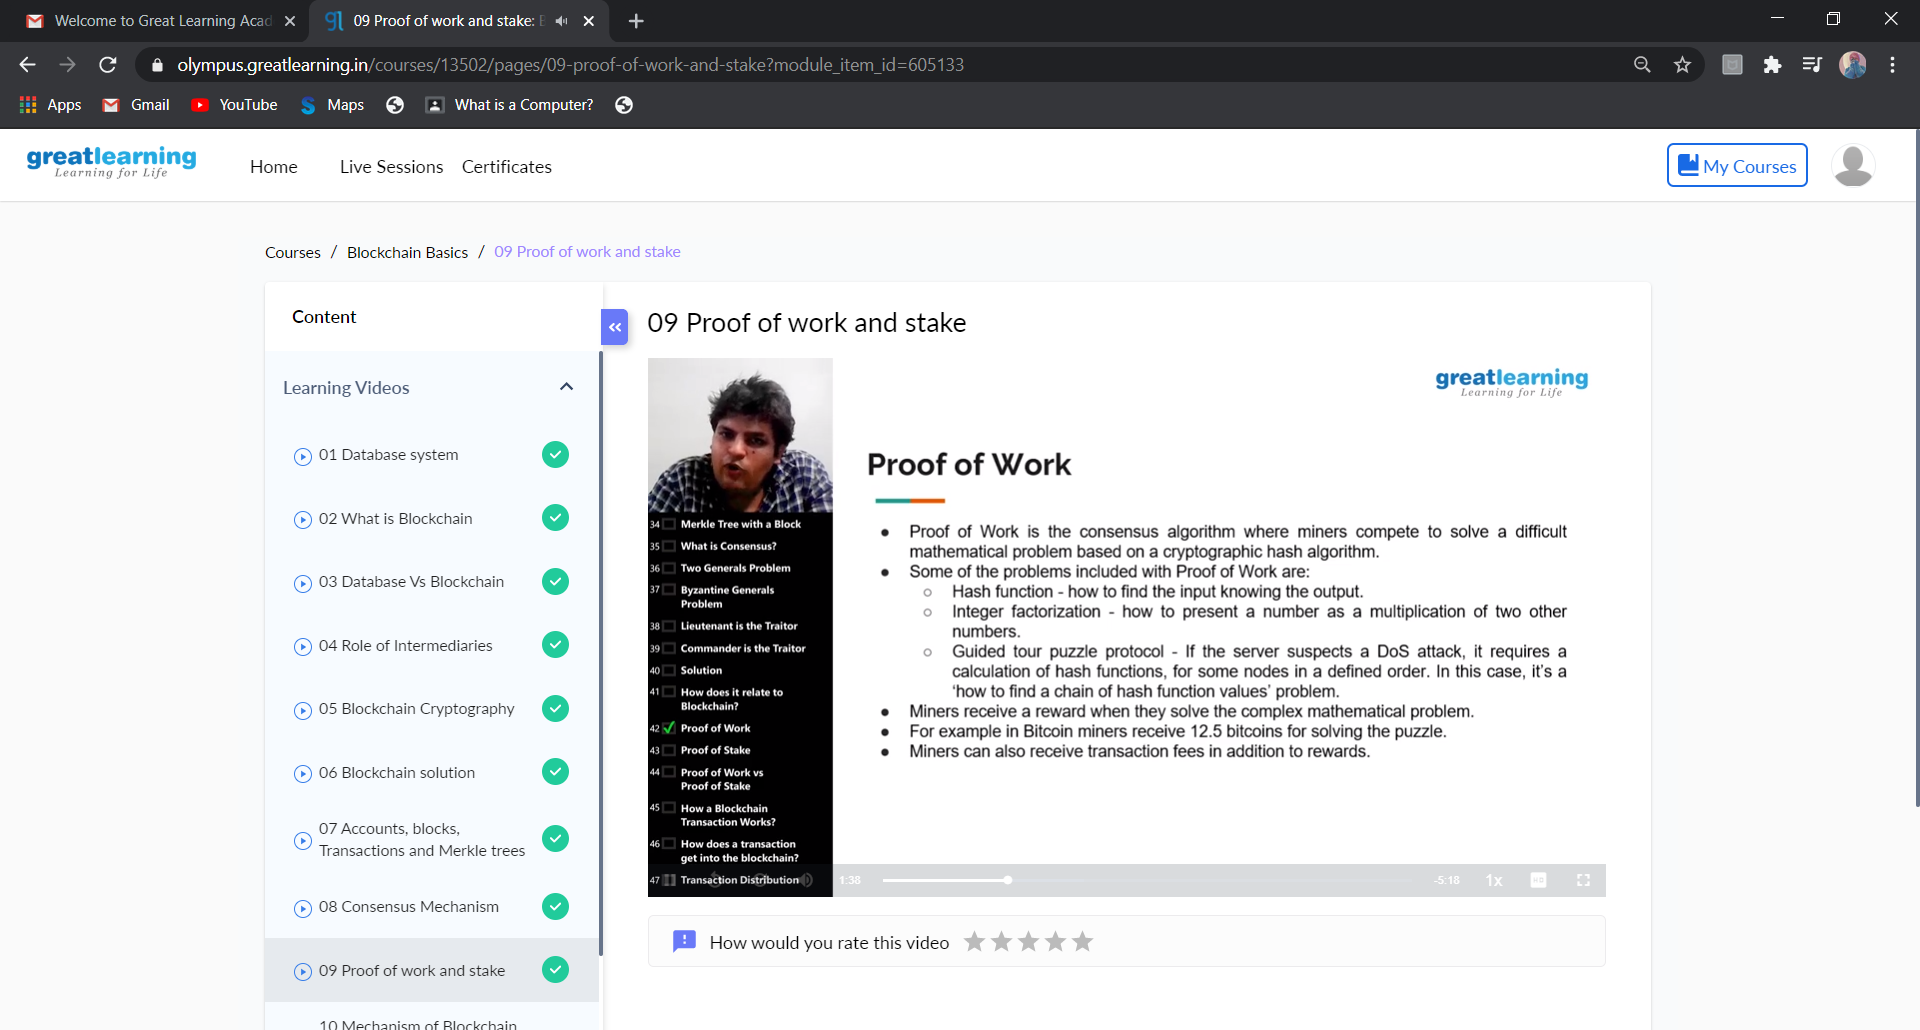 Welcome to Great Learning Acad
09 Proof of work and stake: B
olympus.greatlearning.in/courses/13502/pages/09-proof-of-work-and-stake?module_item_id=605133
Apps
Gmail
YouTube
Maps
What is a Computer?
greatlearning
Learning for Life
Home
Live Sessions
Certificates
My Courses
Courses / Blockchain Basics / 09 Proof of work and stake
Content
Learning Videos
01 Database system
02 What is Blockchain
03 Database Vs Blockchain
04 Role of Intermediaries
05 Blockchain Cryptography
06 Blockchain solution
07 Accounts, blocks,
Transactions and Merkle trees
08 Consensus Mechanism
09 Proof of work and stake
10 Mechanism of Blockchain
09 Proof of work and stake
34 Merkle Tree with a Block
35 What is Consensus?
36 Two Generals Problem
37 Byzantine Generals
Problem
38 Lieutenant is the Traitor
39 Commander is the Traitor
40 Solution
41 How does it relate to
Blockchain?
42 Proof of Work
43 Proof of Stake
44 Proof of Work vs
Proof of Stake
45 How a Blockchain
Transaction Works?
46 How does a transaction
get into the blockchain?
47 Transaction Distribution
greatlearning
Learning for Life
Proof of Work
● Proof of Work is the consensus algorithm where miners compete to solve a difficult
mathematical problem based on a cryptographic hash algorithm.
● Some of the problems included with Proof of Work are:
○ Hash function - how to find the input knowing the output.
○ Integer factorization - how to present a number as a multiplication of two other
numbers.
○ Guided tour puzzle protocol - If the server suspects a DoS attack, it requires a
calculation of hash functions, for some nodes in a defined order. In this case, it's a
'how to find a chain of hash function values' problem.
● Miners receive a reward when they solve the complex mathematical problem.
● For example in Bitcoin miners receive 12.5 bitcoins for solving the puzzle.
● Miners can also receive transaction fees in addition to rewards.
1:38
-5:18
1x
How would you rate this video